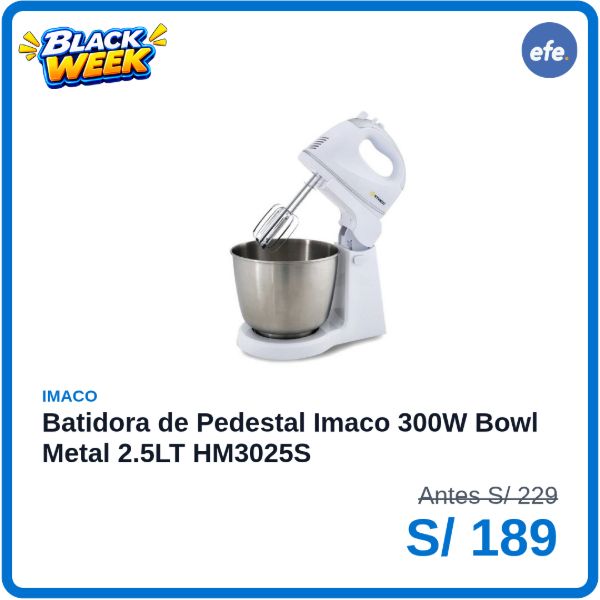 BLACK
WEEK
efe.
IMACO
Batidora de Pedestal Imaco 300W Bowl
Metal 2.5LT HM3025S
Antes S/ 229
S/ 189